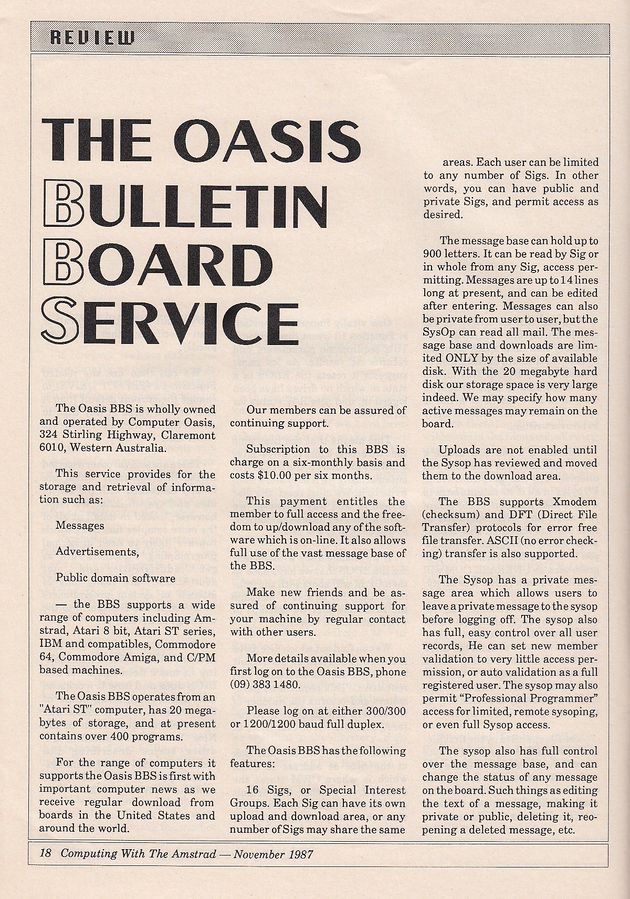 REVIEW
THE OASIS
BULLETIN
BOARD
SERVICE
The Oasis BBS is wholly owned
and operated by Computer Oasis,
324 Stirling Highway, Claremont
6010, Western Australia.
This service provides for the
storage and retrieval of informa-
tion such as:
Messages
Advertisements,
Public domain software
— the BBS supports a wide
range of computers including Am-
strad, Atari 8 bit, Atari ST series,
IBM and compatibles, Commodore
64, Commodore Amiga, and C/PM
based machines.
The Oasis BBS operates from an
"Atari ST" computer, has 20 mega-
bytes of storage, and at present
contains over 400 programs.
For the range of computers it
supports the Oasis BBS is first with
important computer news as we
receive regular download from
boards in the United States and
around the world.
Our members can be assured of
continuing support.
Subscription to this BBS is
charge on a six-monthly basis and
costs $10.00 per six months.
This payment entitles the
member to full access and the free-
dom to up/download any of the soft-
ware which is on-line. It also allows
full use of the vast message base of
the BBS.
Make new friends and be as-
sured of continuing support for
your machine by regular contact
with other users.
More details available when you
first log on to the Oasis BBS, phone
(09) 383 1480.
Please log on at either 300/300
or 1200/1200 baud full duplex.
The Oasis BBS has the following
features:
16 Sigs, or Special Interest
Groups. Each Sig can have its own
upload and download area, or any
number of Sigs may share the same
areas. Each user can be limited
to any number of Sigs. In other
words, you can have public and
private Sigs, and permit access as
desired.
The message base can hold up to
900 letters. It can be read by Sig or
in whole from any Sig, access per-
mitting. Messages are up to 14 lines
long at present, and can be edited
after entering. Messages can also
be private from user to user, but the
SysOp can read all mail. The mes-
sage base and downloads are lim-
ited ONLY by the size of available
disk. With the 20 megabyte hard
disk our storage space is very large
indeed. We may specify how many
active messages may remain on the
board.
Uploads are not enabled until
the Sysop has reviewed and moved
them to the download area.
The BBS supports Xmodem
(checksum) and DFT (Direct File
Transfer) protocols for error free
file transfer. ASCII (no error check-
ing) transfer is also supported.
The Sysop has a private mes-
sage area which allows users to
leave a private message to the sysop
before logging off. The sysop also
has full, easy control over all user
records, He can set new member
validation to very little access per-
mission, or auto validation as a full
registered user. The sysop may also
permit "Professional Programmer"
access for limited, remote sysoping,
or even full Sysop access.
The sysop also has full control
over the message base, and can
change the status of any message
on the board. Such things as editing
the text of a message, making it
private or public, deleting it, reo-
pening a deleted message, etc.
18 Computing With The Amstrad — November 1987